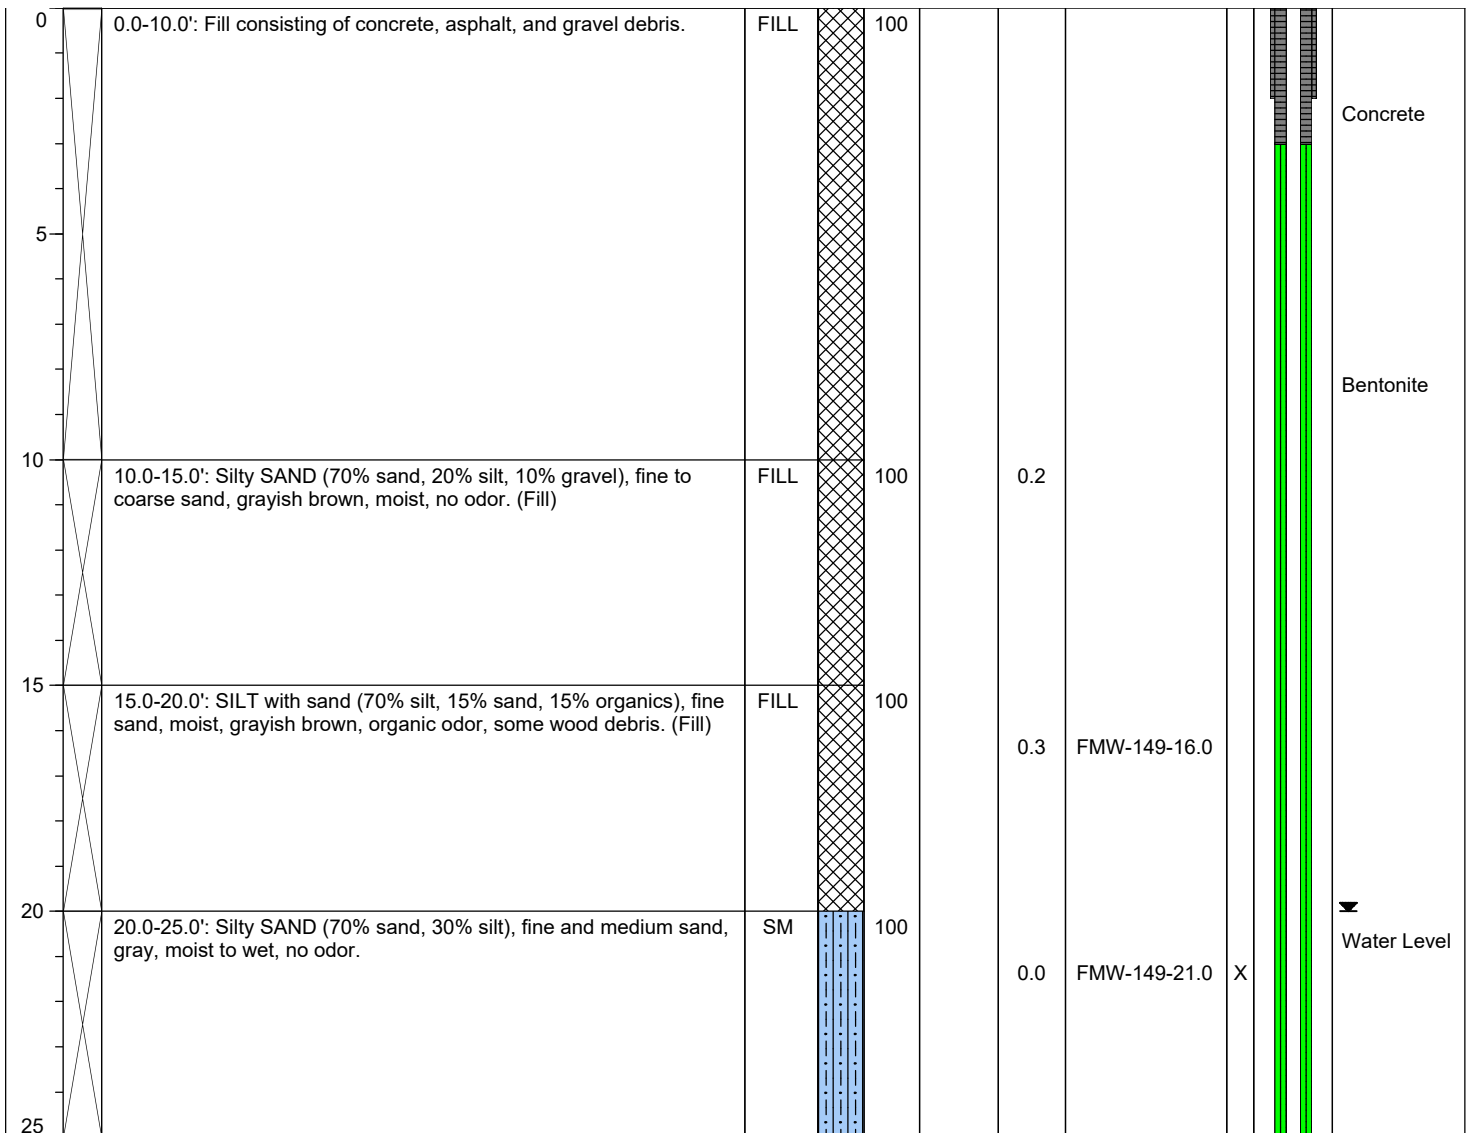 0
0.0-10.0': Fill consisting of concrete, asphalt, and gravel debris.
FILL
100
Concrete
5
Bentonite
10
10.0-15.0': Silty SAND (70% sand, 20% silt, 10% gravel), fine to
coarse sand, grayish brown, moist, no odor. (Fill)
FILL
100
0.2
15
15.0-20.0': SILT with sand (70% silt, 15% sand, 15% organics), fine
sand, moist, grayish brown, organic odor, some wood debris. (Fill)
FILL
100
0.3
FMW-149-16.0
20
20.0-25.0': Silty SAND (70% sand, 30% silt), fine and medium sand,
gray, moist to wet, no odor.
SM
100
Water Level
0.0
FMW-149-21.0
X
25